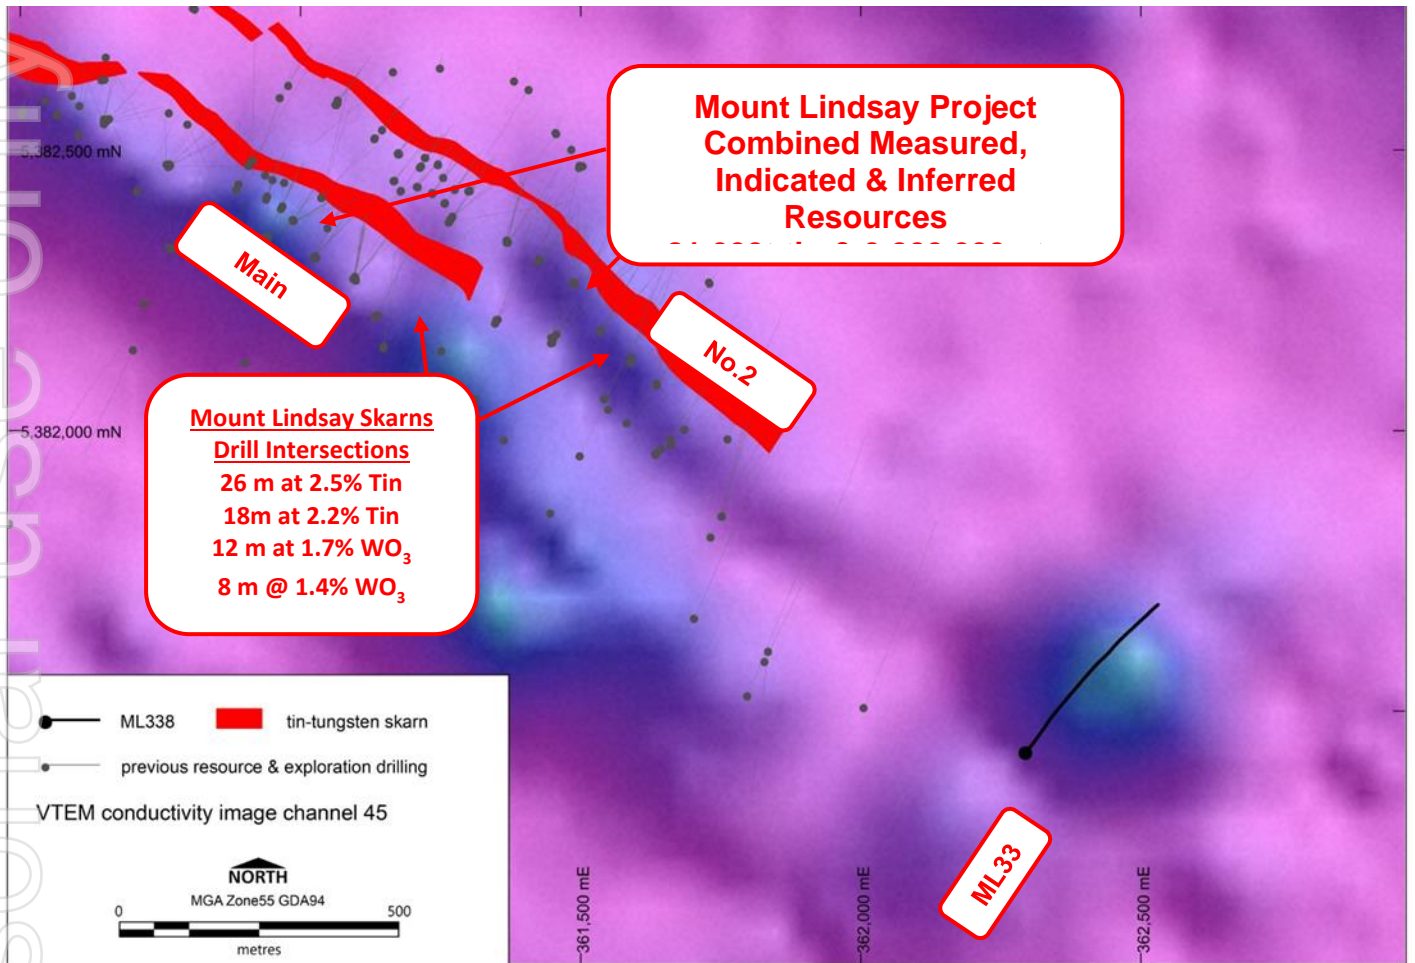 Mount Lindsay Project
Combined Measured,
Indicated & Inferred
Resources
5,382,500 mN
Main
No.2
5,382,000 mN
Mount Lindsay Skarns
Drill Intersections
26 m at 2.5% Tin
18m at 2.2% Tin
12 m at 1.7% WO₃
8 m @ 1.4% WO₃
ML33
ML338
tin-tungsten skarn
previous resource & exploration drilling
VTEM conductivity image channel 45
NORTH
MGA Zone55 GDA94
0 500
metres
361,500 mE
362,000 mE
362,500 mE
sonal use only